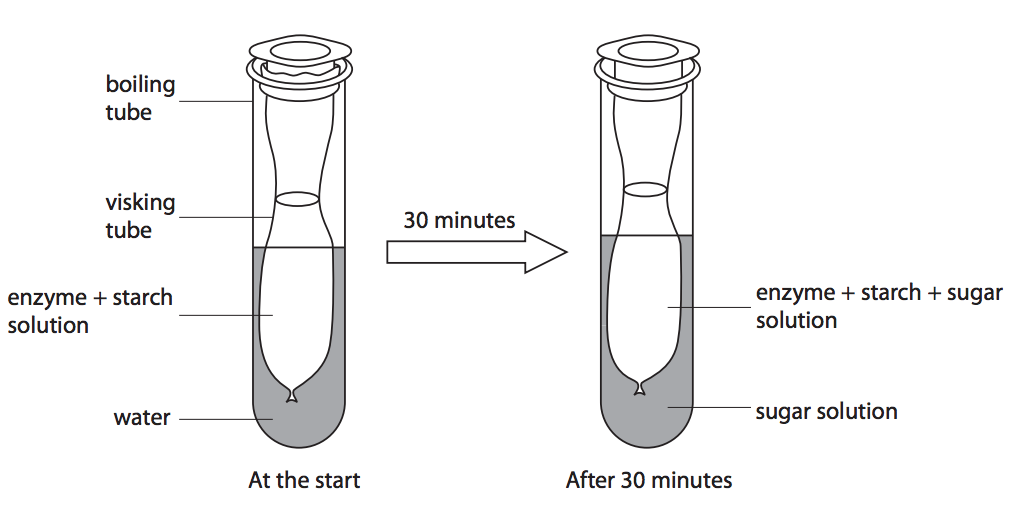 boiling
tube
visking
tube
enzyme + starch
solution
water
At the start
30 minutes
enzyme + starch + sugar
solution
sugar solution
After 30 minutes